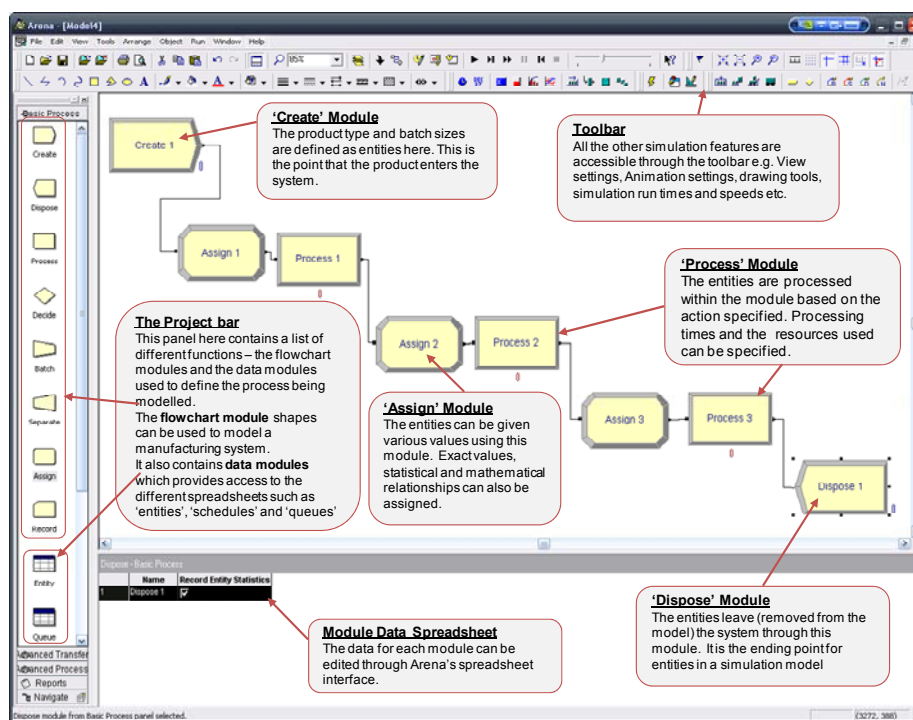 Arena - [Model4]
File Edit View Tools Arrange Object Run Window Help
85%
Basic Process
Create
Dispose
Process
Decide
Batch
Separate
Assign
Record
Entity
Queue
Advanced Transfer
Advanced Process
Reports
Navigate
Create 1
'Create' Module
The product type and batch sizes
are defined as entities here. This is
the point that the product enters the
system.
Toolbar
All the other simulation features are
accessible through the toolbar e.g. View
settings, Animation settings, drawing tools,
simulation run times and speeds etc.
Assign 1
Process 1
'Process' Module
The entities are processed
within the module based on the
action specified. Processing
times and the resources used
can be specified.
The Project bar
This panel here contains a list of
different functions – the flowchart
modules and the data modules
used to define the process being
modelled.
The flowchart module shapes
can be used to model a
manufacturing system.
It also contains data modules
which provides access to the
different spreadsheets such as
'entities', 'schedules' and 'queues'
Assign 2
Process 2
'Assign' Module
The entities can be given
various values using this
module. Exact values,
statistical and mathematical
relationships can also be
assigned.
Assign 3
Process 3
Dispose 1
Dispose - Basic Process
Name Record Entity Statistics
1 Dispose 1
Module Data Spreadsheet
The data for each module can be
edited through Arena's spreadsheet
interface.
'Dispose' Module
The entities leave (removed from the
model) the system through this
module. It is the ending point for
entities in a simulation model
Dispose module from Basic Process panel selected.
(3272, 388)